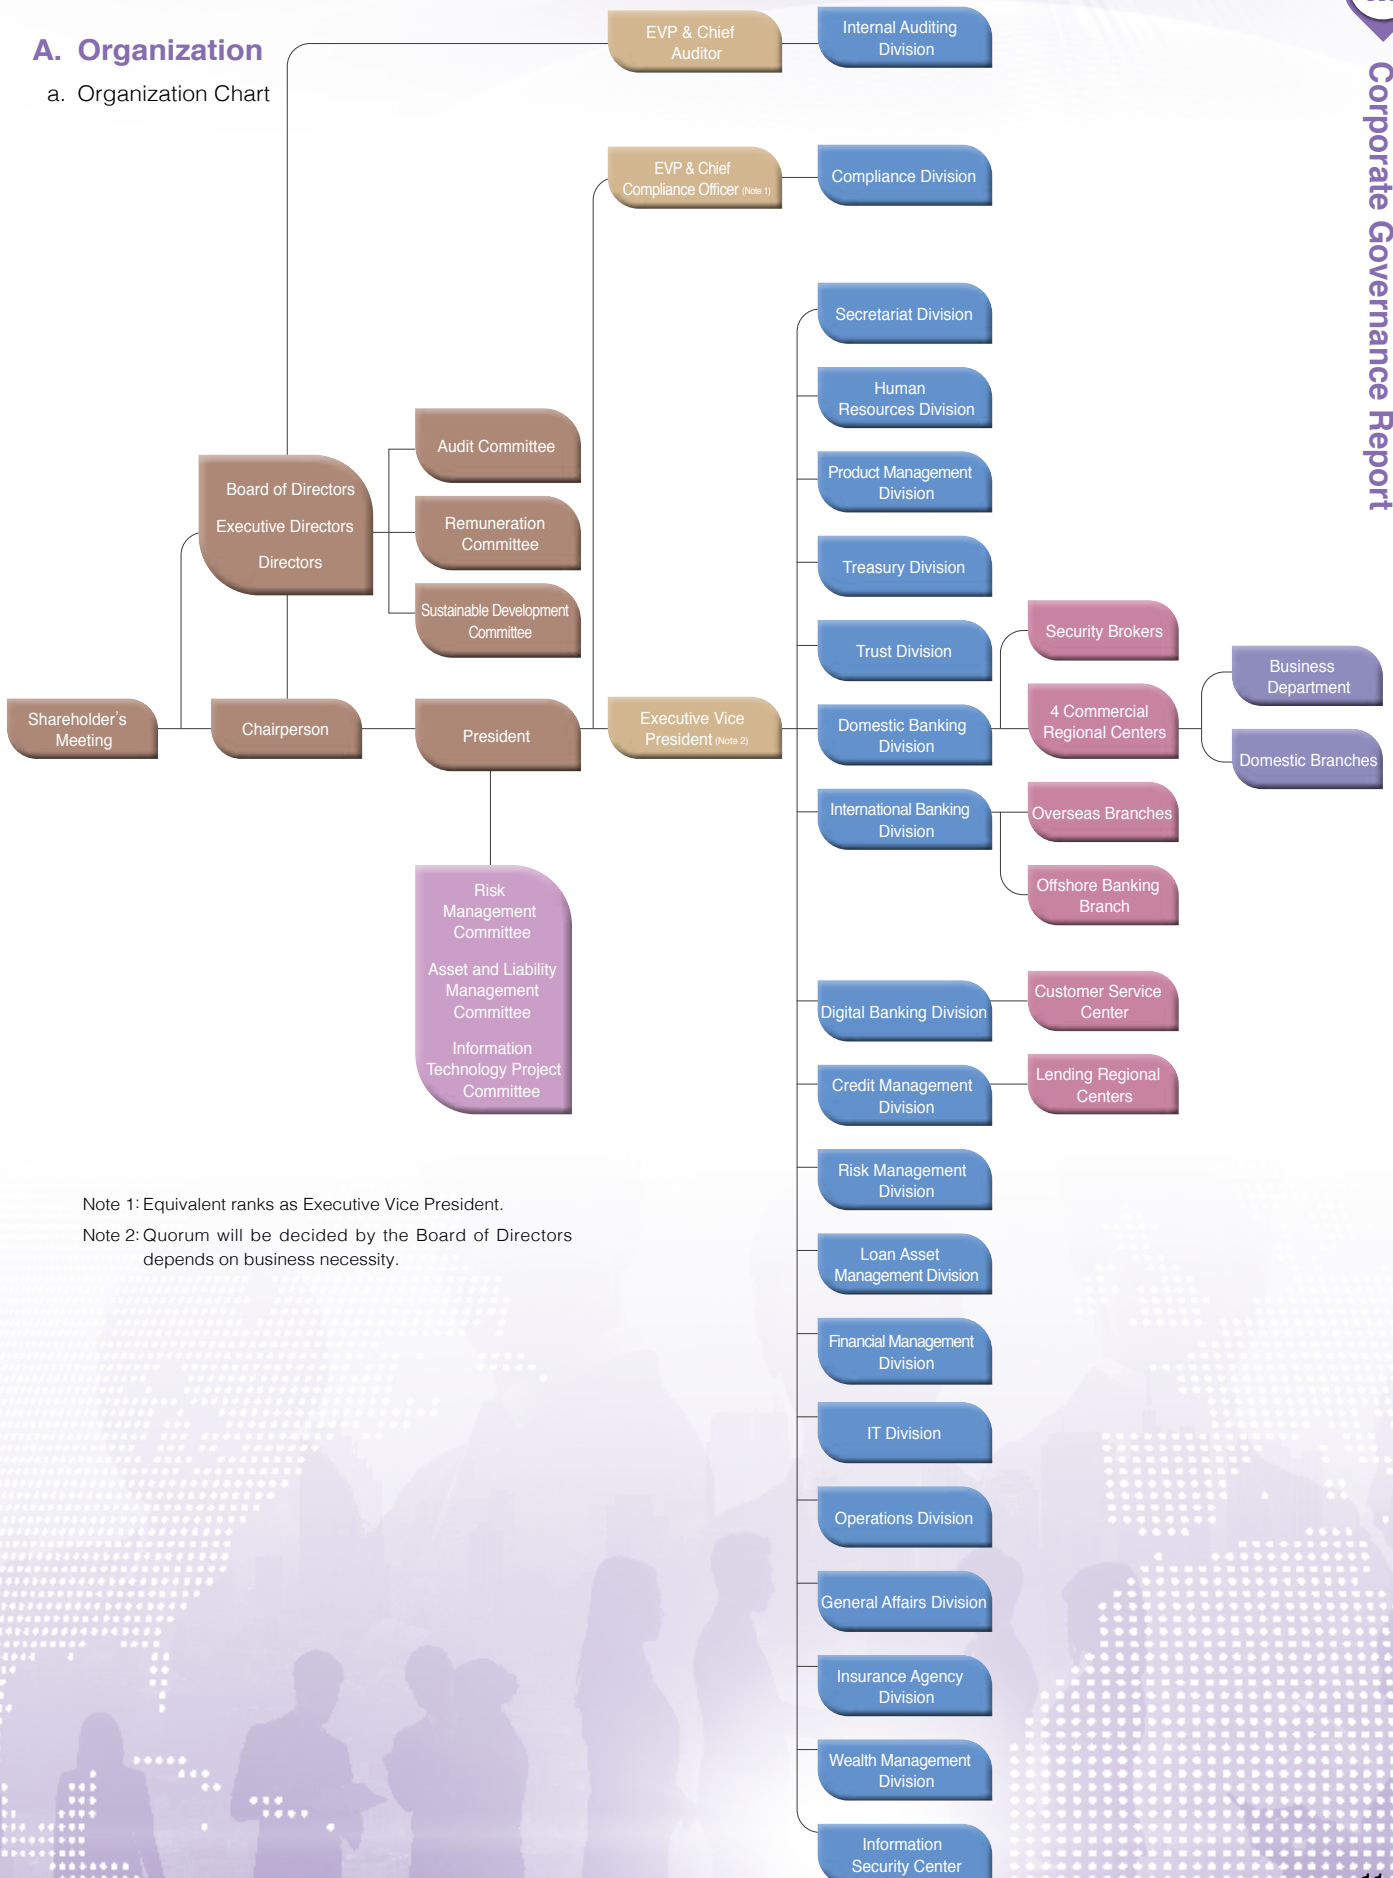 A. Organization
a. Organization Chart
EVP & Chief
Auditor
Internal Auditing
Division
EVP & Chief
Compliance Officer (Note 1)
Compliance Division
Secretariat Division
Human
Resources Division
Product Management
Division
Treasury Division
Trust Division
Audit Committee
Board of Directors
Executive Directors
Directors
Remuneration
Committee
Sustainable Development
Committee
Shareholder's
Meeting
Chairperson
President
Executive Vice
President (Note 2)
Domestic Banking
Division
Security Brokers
4 Commercial
Regional Centers
Business
Department
Domestic Branches
International Banking
Division
Overseas Branches
Offshore Banking
Branch
Risk
Management
Committee
Asset and Liability
Management
Committee
Information
Technology Project
Committee
Digital Banking Division
Customer Service
Center
Credit Management
Division
Lending Regional
Centers
Risk Management
Division
Loan Asset
Management Division
Financial Management
Division
IT Division
Operations Division
General Affairs Division
Insurance Agency
Division
Wealth Management
Division
Information
Security Center
Note 1: Equivalent ranks as Executive Vice President.
Note 2: Quorum will be decided by the Board of Directors
depends on business necessity.
Corporate Governance Report